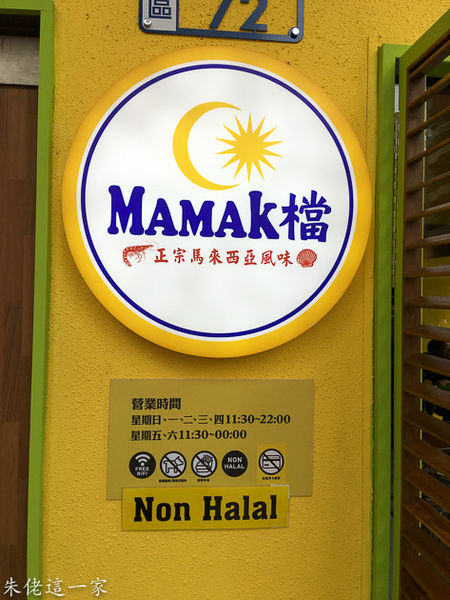 區 72
MAMAK檔
正宗馬來西亞風味
營業時間
星期日、一、二、三、四11:30~22:00
星期五、六11:30~00:00
FREE WIFI
NON HALAL
Non Halal
朱佬這一家